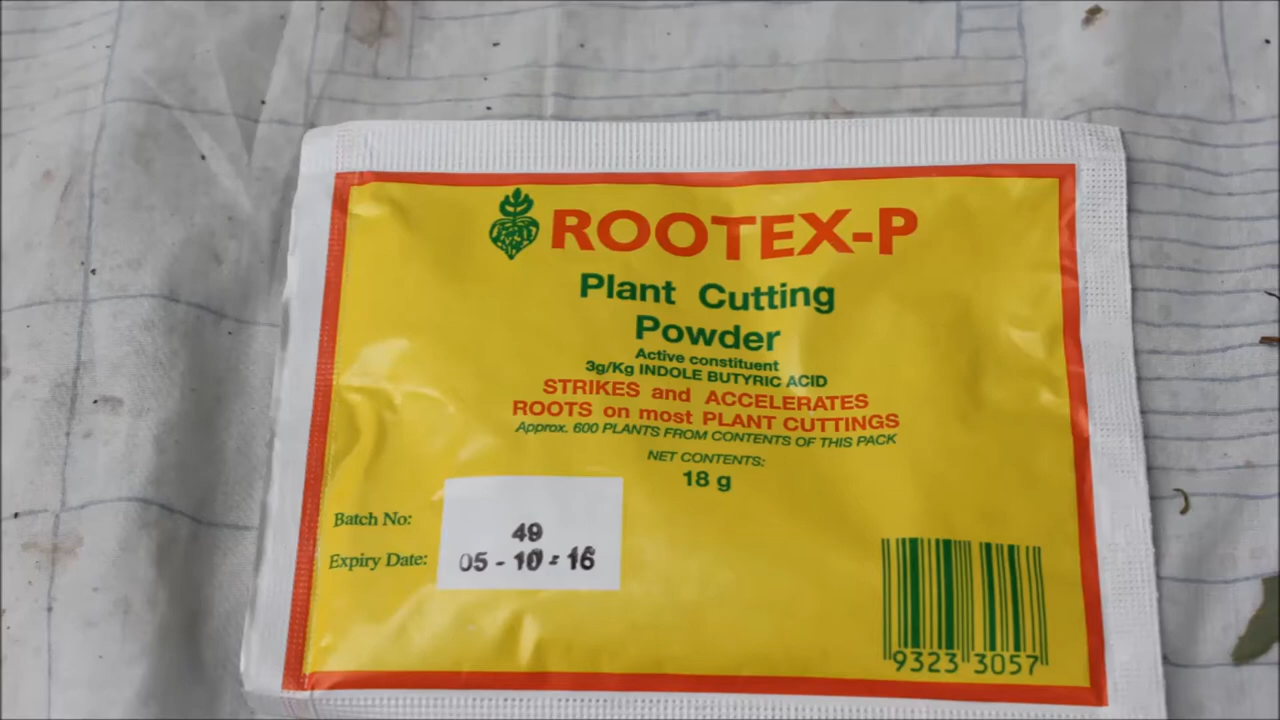 ROOTEX-P
Plant Cutting
Powder
Active constituent
3g/Kg INDOLE BUTYRIC ACID
STRIKES and ACCELERATES
ROOTS on most PLANT CUTTINGS
Approx. 600 PLANTS FROM CONTENTS OF THIS PACK
NET CONTENTS:
18 g
Batch No: 49
Expiry Date: 05 - 10 - 16
9323 3057